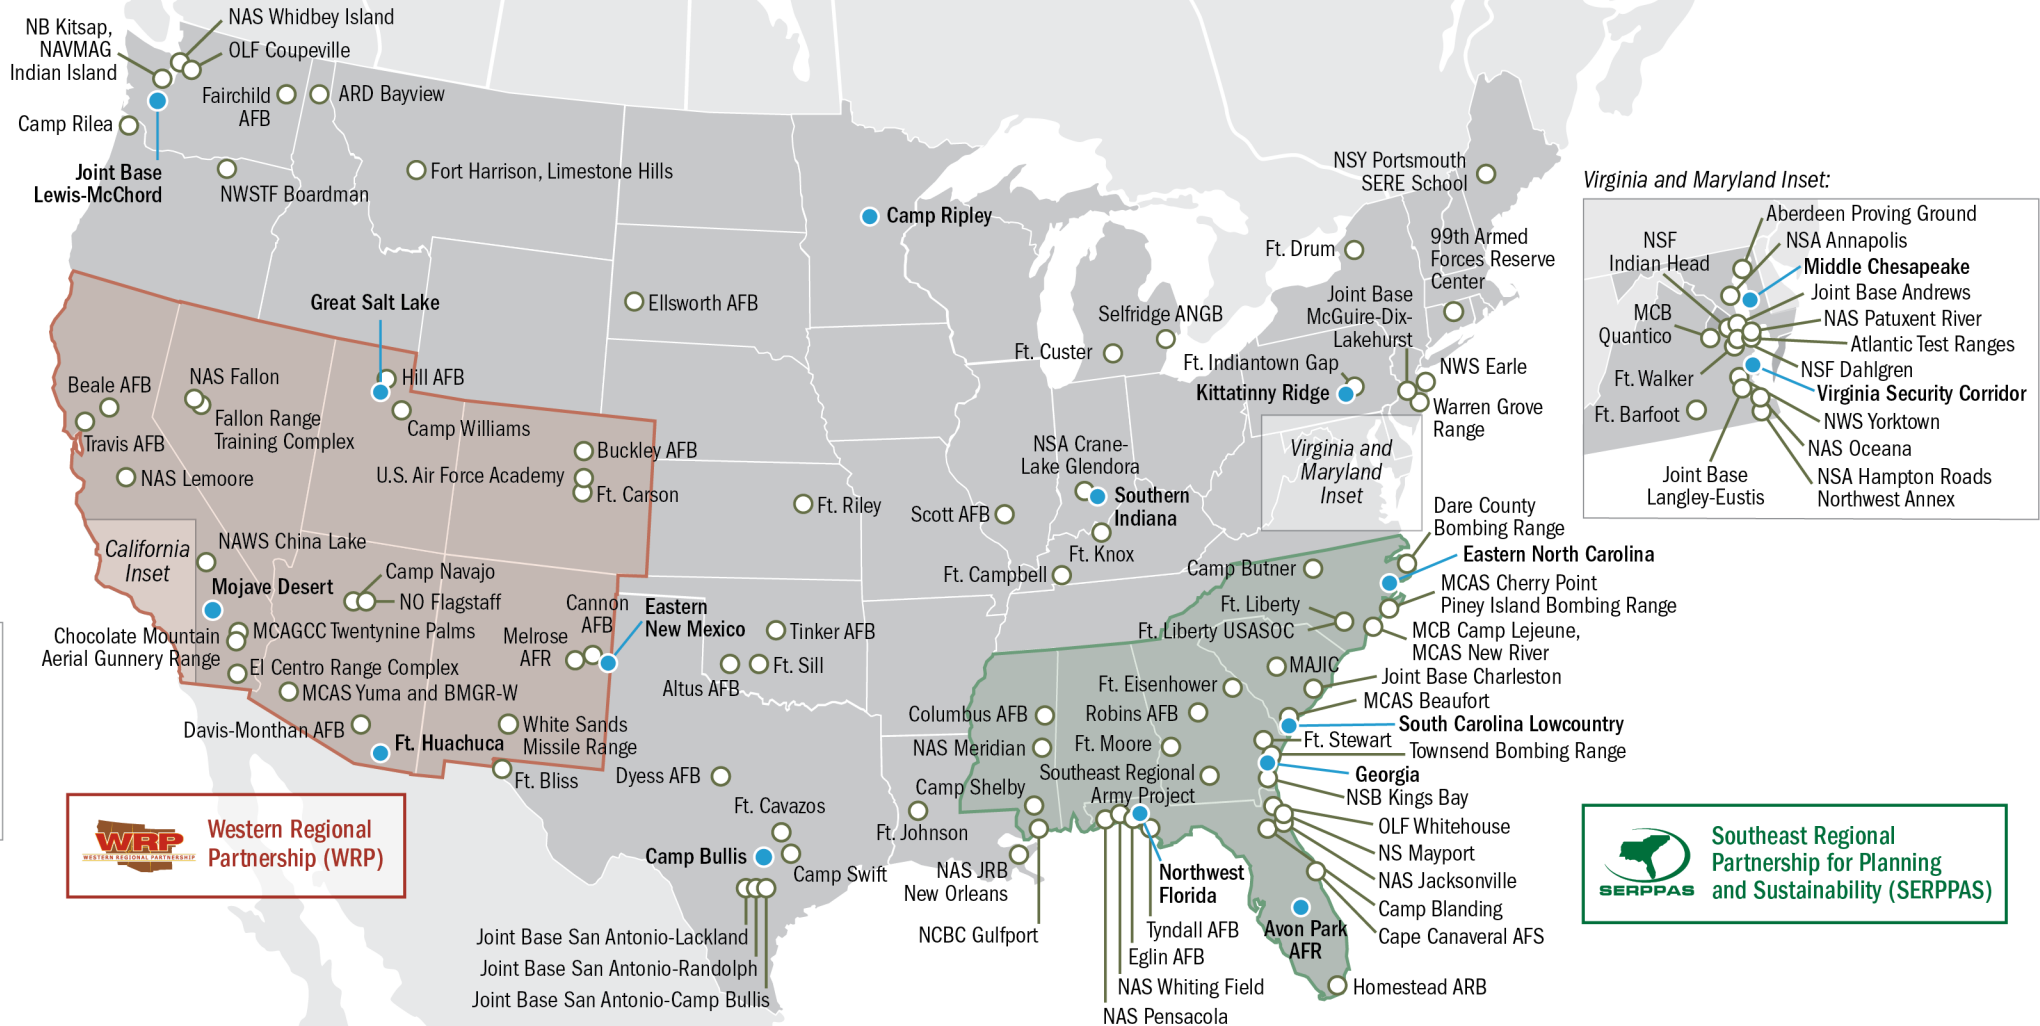 NAS Whidbey Island
NB Kitsap,
NAVMAG
Indian Island
OLF Coupeville
Fairchild
AFB
ARD Bayview
Camp Rilea
Joint Base
Lewis-McChord
NWSTF Boardman
Fort Harrison, Limestone Hills
Camp Ripley
NSY Portsmouth
SERE School
Ft. Drum
99th Armed
Forces Reserve
Center
Great Salt Lake
Ellsworth AFB
Joint Base
McGuire-Dix-
Lakehurst
Selfridge ANGB
Ft. Custer
Ft. Indiantown Gap
Kittatinny Ridge
NWS Earle
Warren Grove
Range
Beale AFB
NAS Fallon
Hill AFB
Fallon Range
Training Complex
Camp Williams
Travis AFB
NAS Lemoore
Buckley AFB
U.S. Air Force Academy
Ft. Carson
Ft. Riley
Scott AFB
NSA Crane-
Lake Glendora
Southern
Indiana
Ft. Knox
Ft. Campbell
Virginia and
Maryland
Inset
California
Inset
NAWS China Lake
Mojave Desert
Camp Navajo
NO Flagstaff
Cannon
AFB
Eastern
New Mexico
Melrose
AFR
Chocolate Mountain
Aerial Gunnery Range
MCAGCC Twentynine Palms
El Centro Range Complex
MCAS Yuma and BMGR-W
Davis-Monthan AFB
Ft. Huachuca
White Sands
Missile Range
Ft. Bliss
Tinker AFB
Altus AFB
Ft. Sill
Dyess AFB
Ft. Cavazos
Camp Bullis
Camp Swift
Joint Base San Antonio-Lackland
Joint Base San Antonio-Randolph
Joint Base San Antonio-Camp Bullis
Dare County
Bombing Range
Eastern North Carolina
Camp Butner
MCAS Cherry Point
Piney Island Bombing Range
Ft. Liberty
Ft. Liberty USASOC
MCB Camp Lejeune,
MCAS New River
MAJIC
Joint Base Charleston
Ft. Eisenhower
MCAS Beaufort
Columbus AFB
Robins AFB
South Carolina Lowcountry
NAS Meridian
Ft. Moore
Ft. Stewart
Townsend Bombing Range
Southeast Regional
Army Project
Georgia
Camp Shelby
NSB Kings Bay
Ft. Johnson
OLF Whitehouse
NS Mayport
NAS JRB
New Orleans
Northwest
Florida
NAS Jacksonville
Camp Blanding
NCBC Gulfport
Tyndall AFB
Avon Park
AFR
Cape Canaveral AFS
Eglin AFB
NAS Whiting Field
Homestead ARB
NAS Pensacola
Virginia and Maryland Inset:
Aberdeen Proving Ground
NSF
Indian Head
NSA Annapolis
Middle Chesapeake
Joint Base Andrews
MCB
Quantico
NAS Patuxent River
Atlantic Test Ranges
Ft. Walker
NSF Dahlgren
Virginia Security Corridor
Ft. Barfoot
NWS Yorktown
NAS Oceana
Joint Base
Langley-Eustis
NSA Hampton Roads
Northwest Annex
WRP
WESTERN REGIONAL PARTNERSHIP
Western Regional
Partnership (WRP)
SERPPAS
Southeast Regional
Partnership for Planning
and Sustainability (SERPPAS)